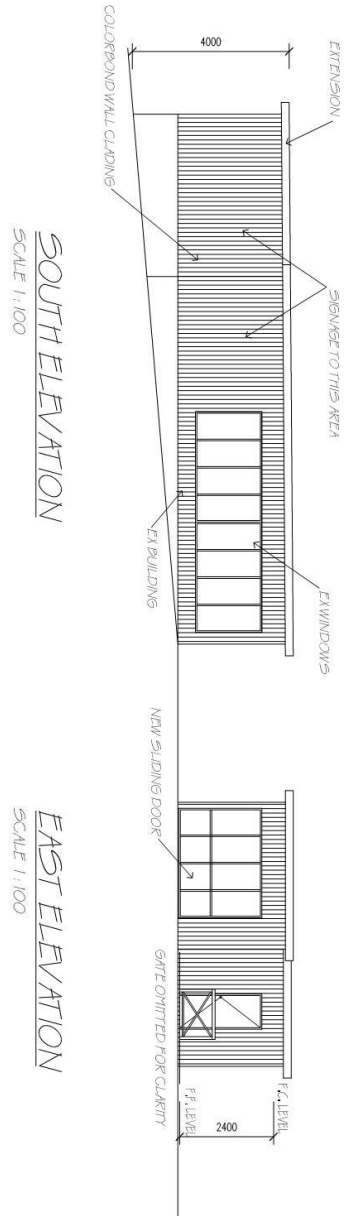 4000
EXTENSION
SIGNAGE TO THIS AREA
COLORBOND WALL CLADING
EX BUILDING
EX WINDOWS
SOUTH ELEVATION
SCALE 1:100
NEW SLIDING DOOR
GATE OMITTED FOR CLARITY
F.F. LEVEL
2400
F.C. LEVEL
EAST ELEVATION
SCALE 1:100